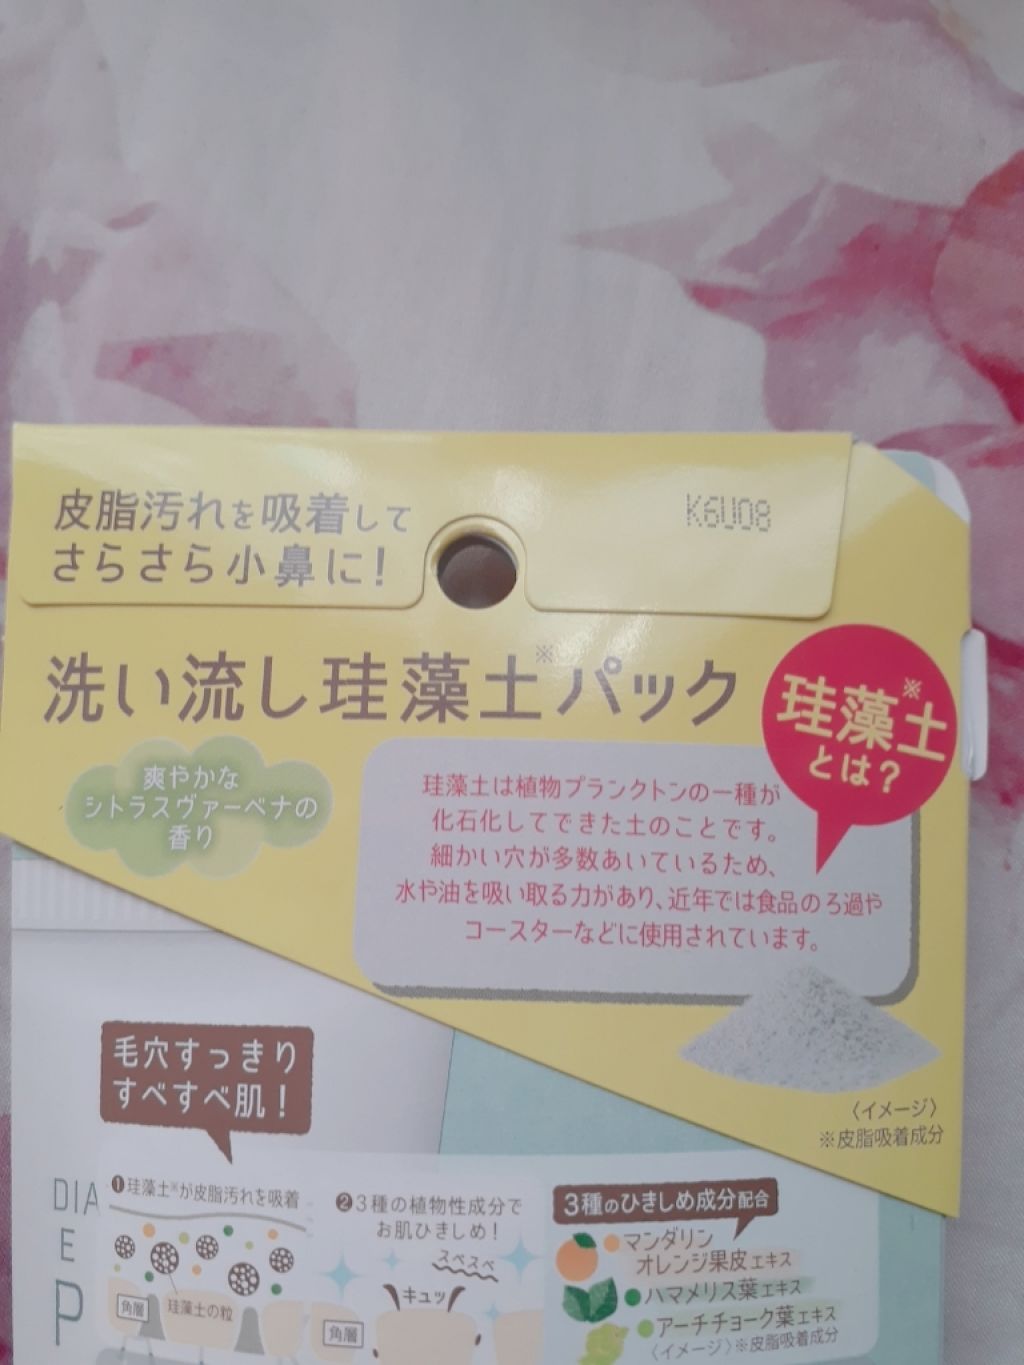 皮脂汚れを吸着して
さらさら小鼻に!
K6U08
洗い流し珪藻土※パック
爽やかな
シトラスヴァーベナの
香り
珪藻土※
とは?
珪藻土は植物プランクトンの一種が
化石化してできた土のことです。
細かい穴が多数あいているため、
水や油を吸い取る力があり、近年では食品のろ過や
コースターなどに使用されています。
〈イメージ〉
※皮脂吸着成分
毛穴すっきり
すべすべ肌!
DIA
E
P
❶珪藻土※が皮脂汚れを吸着
角層
珪藻土の粒
❷3種の植物性成分で
お肌ひきしめ!
スベスベ
キュッ
角層
3種のひきしめ成分配合
マンダリン
オレンジ果皮エキス
ハマメリス葉エキス
アーチチョーク葉エキス
〈イメージ〉※皮脂吸着成分